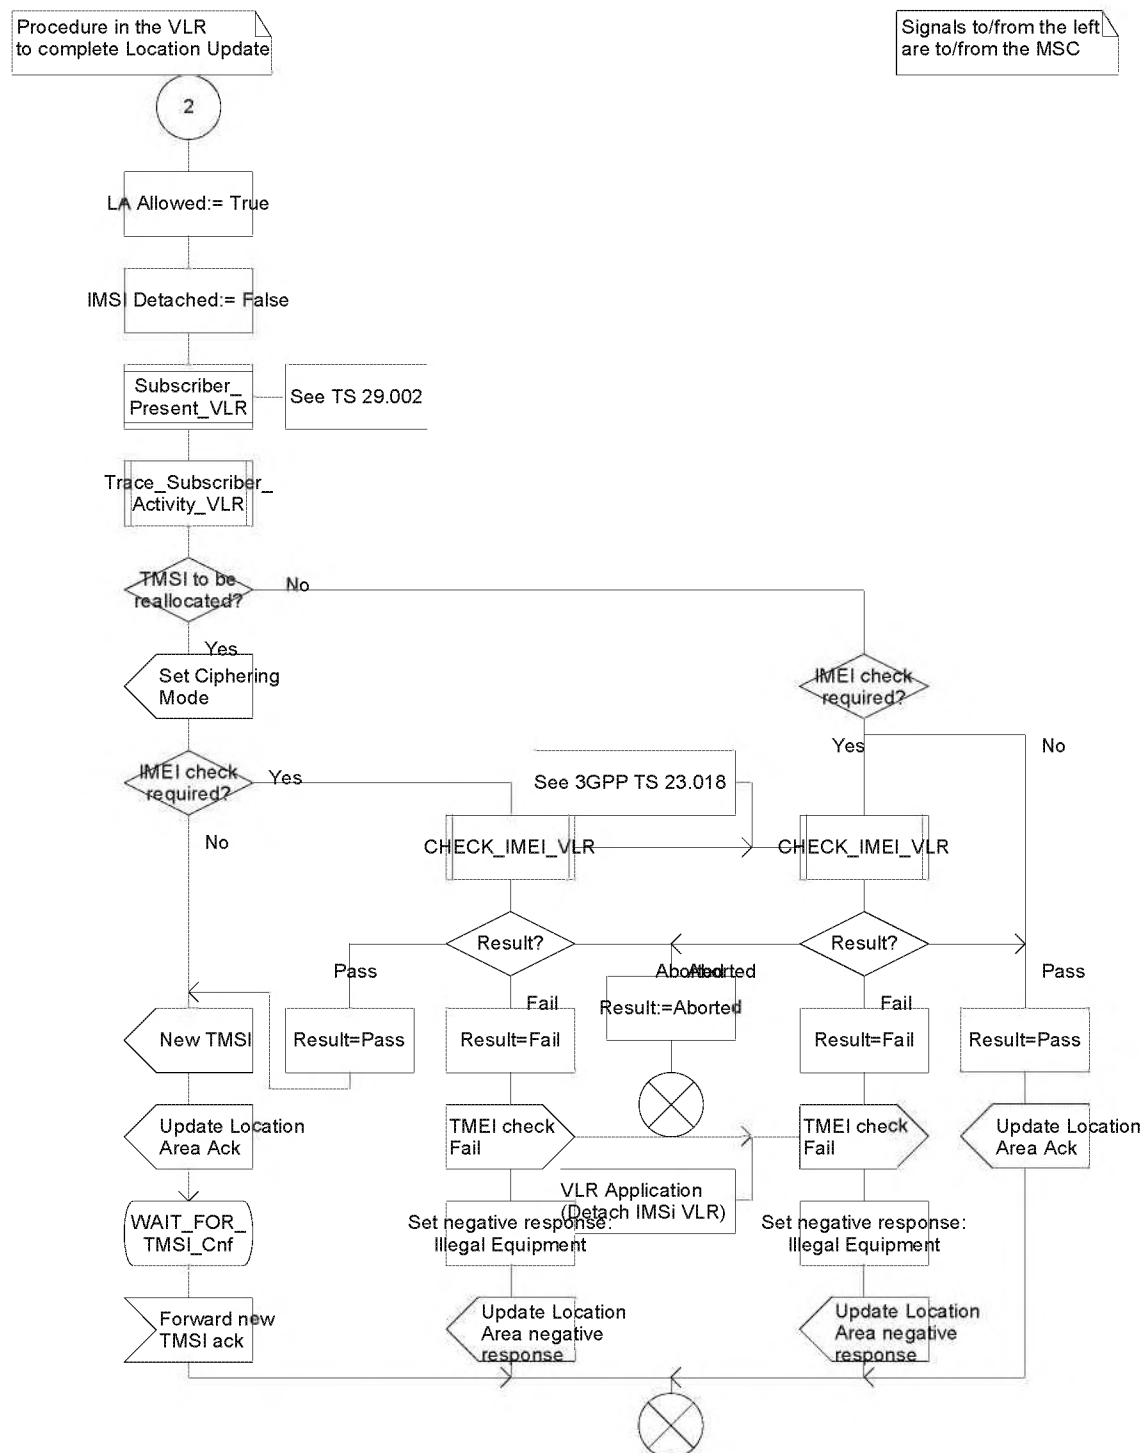 Procedure in the VLR
to complete Location Update
Signals to/from the left
are to/from the MSC
2
LA Allowed:= True
IMSI Detached:= False
Subscriber_
Present_VLR
See TS 29.002
Trace_Subscriber_
Activity_VLR
TMSI to be
reallocated?
No
Yes
Set Ciphering
Mode
IMEI check
required?
Yes
No
IMEI check
required?
Yes
No
See 3GPP TS 23.018
CHECK_IMEI_VLR
CHECK_IMEI_VLR
Result?
Result?
Pass
Aborted
Aborted
Pass
Fail
Fail
New TMSI
Result=Pass
Result=Fail
Result:=Aborted
Result=Fail
Result=Pass
Update Location
Area Ack
TMEI check
Fail
TMEI check
Fail
Update Location
Area Ack
VLR Application
(Detach IMSi VLR)
WAIT_FOR_
TMSI_Cnf
Set negative response:
Illegal Equipment
Set negative response:
Illegal Equipment
Forward new
TMSI ack
Update Location
Area negative
response
Update Location
Area negative
response